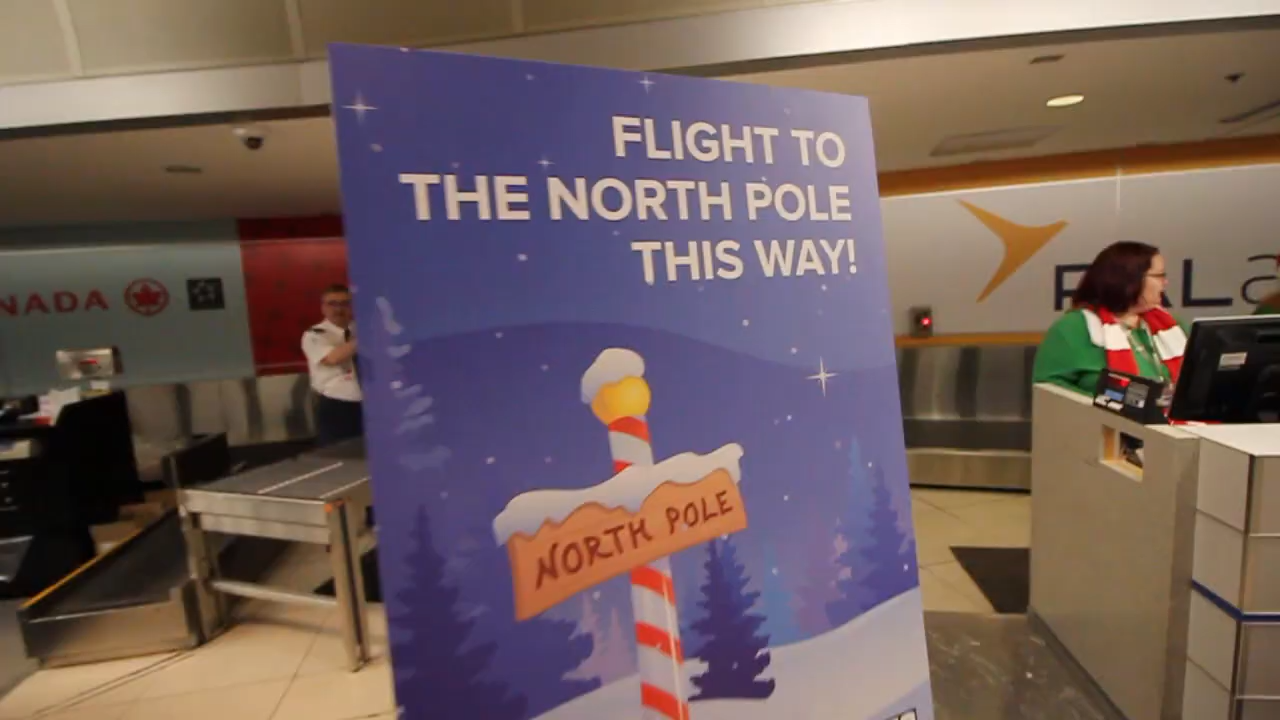 FLIGHT TO
THE NORTH POLE
THIS WAY!
NORTH POLE
NADA